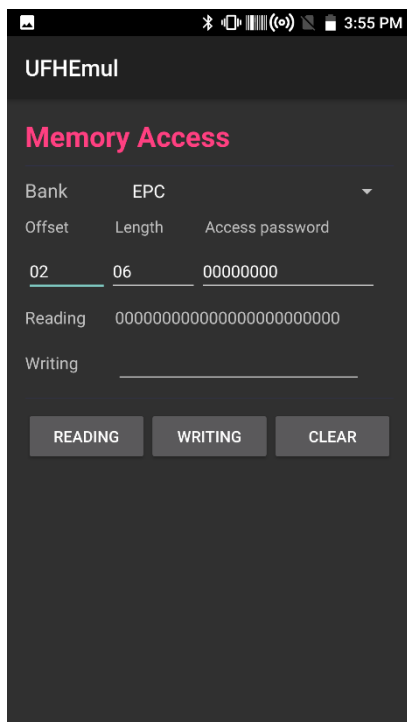 3:55 PM
UFHEmul
Memory Access
Bank EPC
Offset Length Access password
02 06 00000000
Reading 000000000000000000000000
Writing
READING WRITING CLEAR